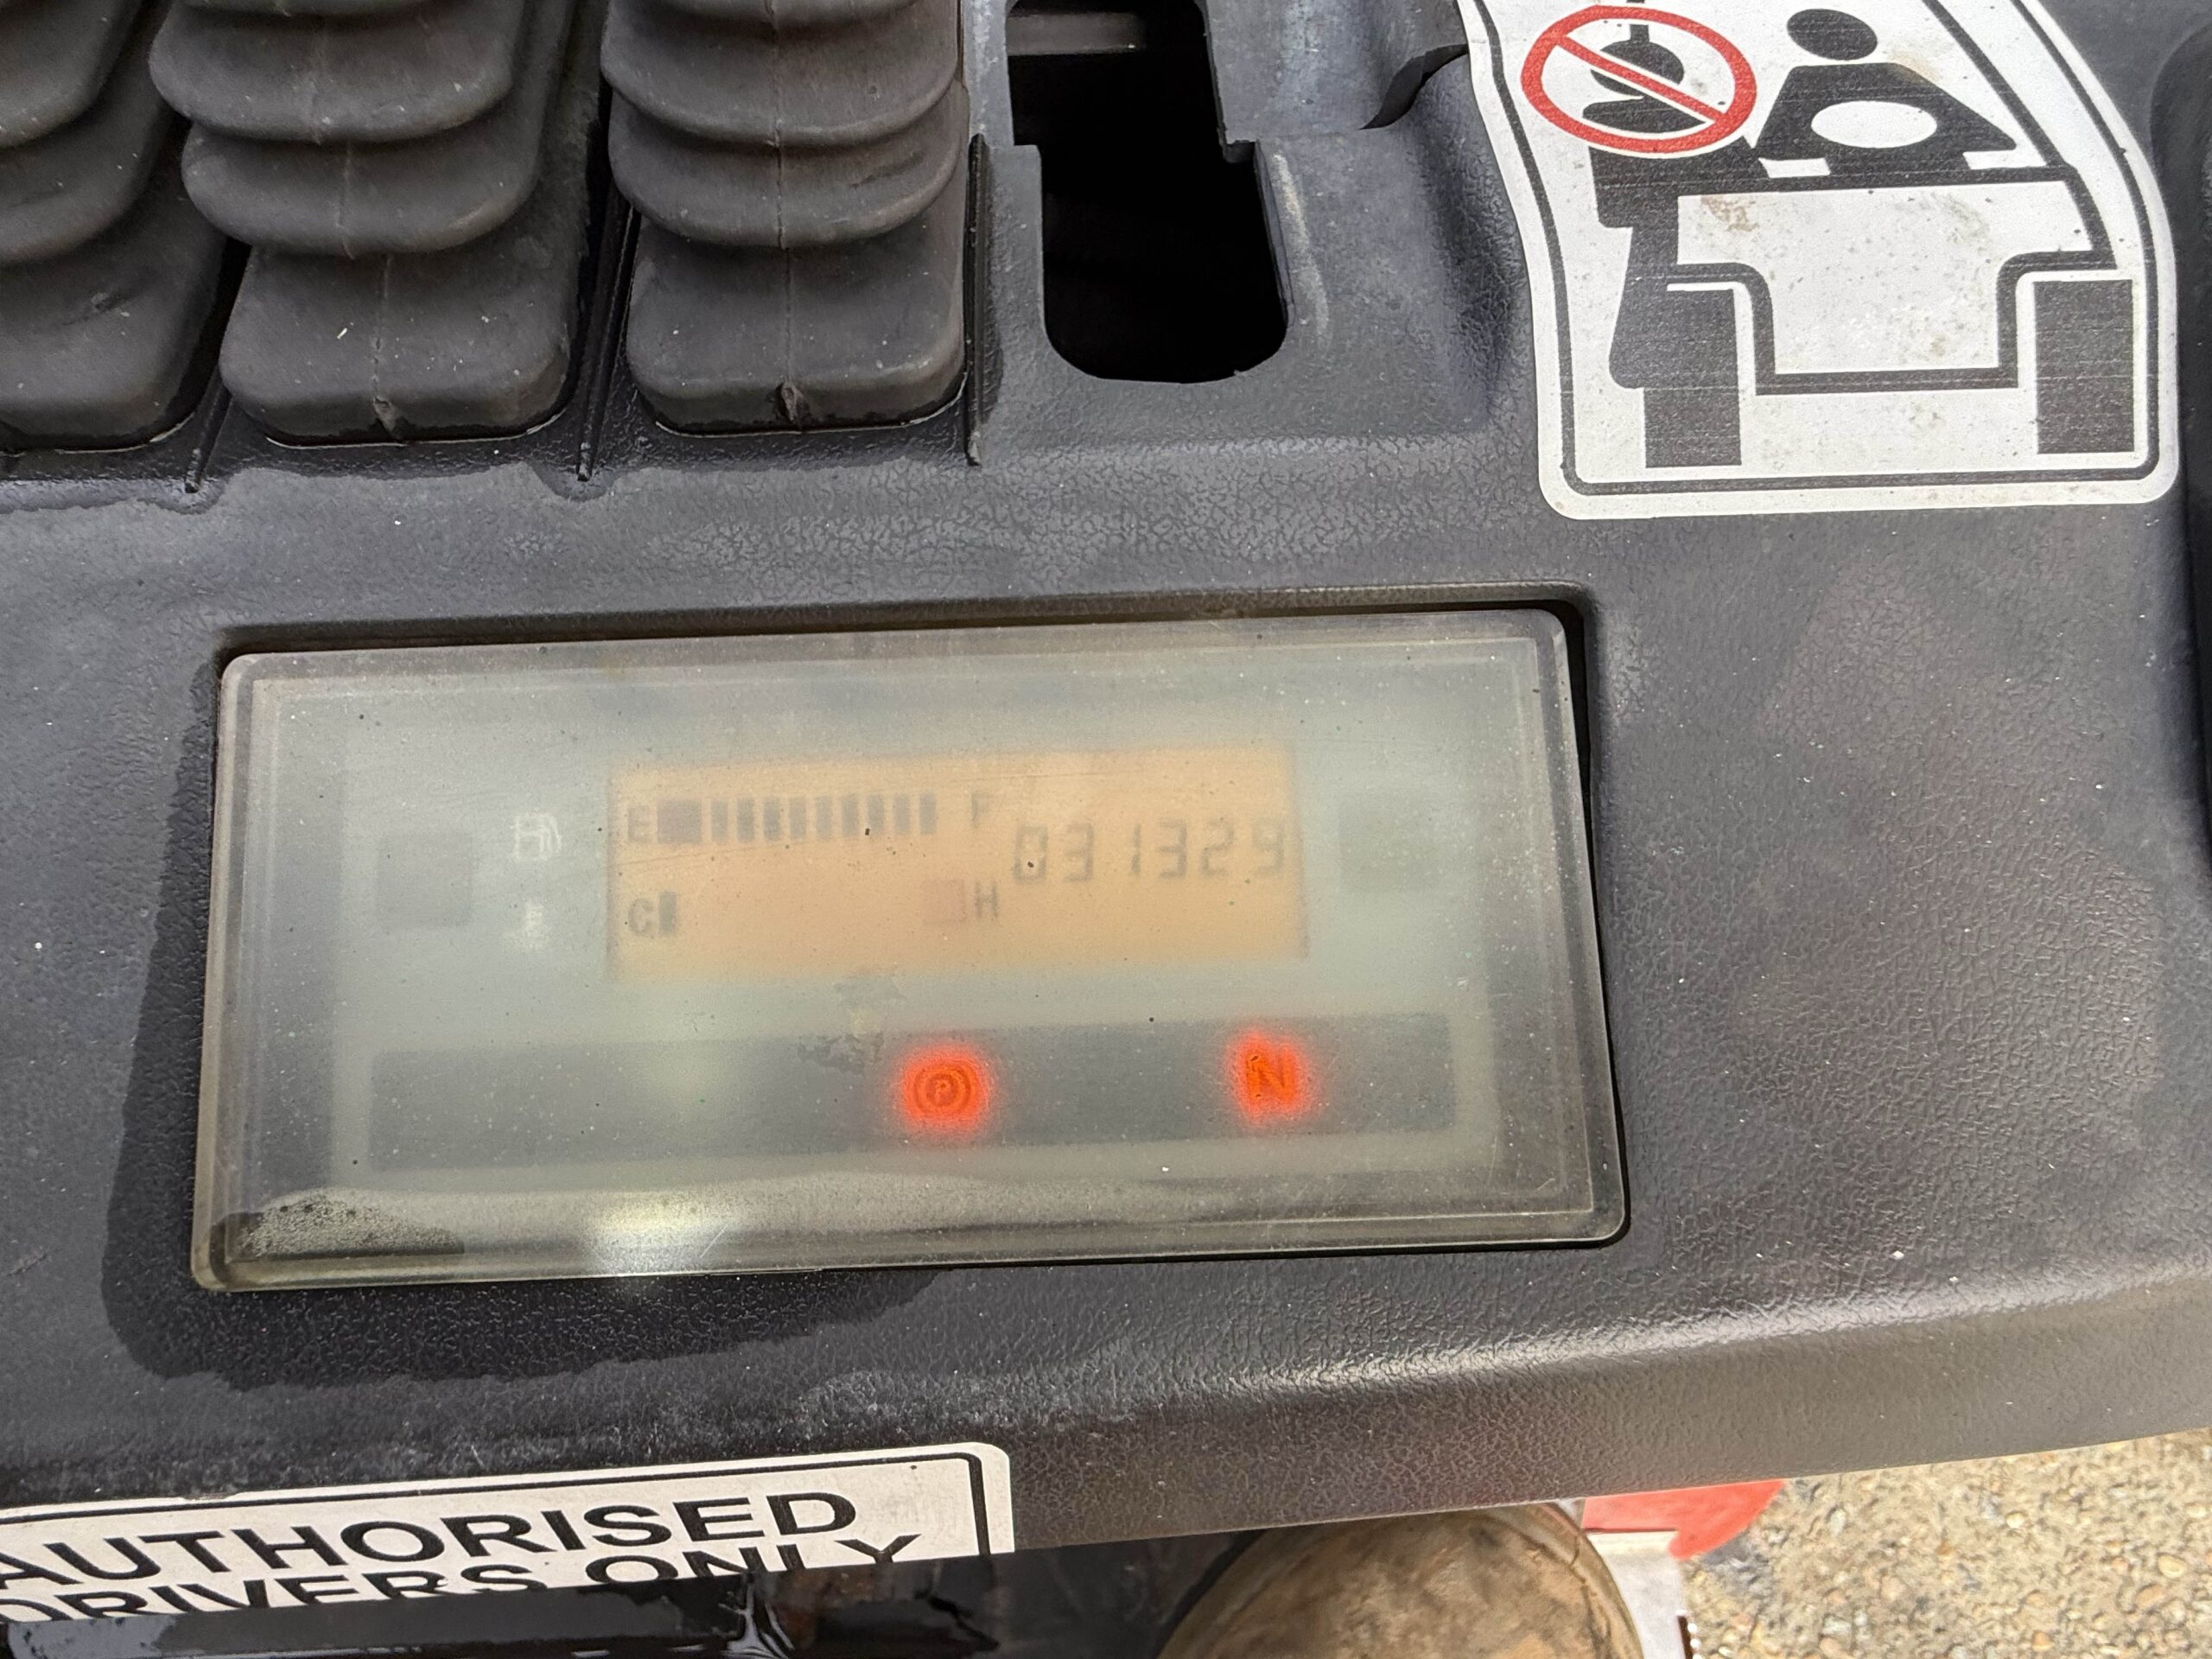 E F
031329
C H
P N
AUTHORISED
DRIVERS ONLY